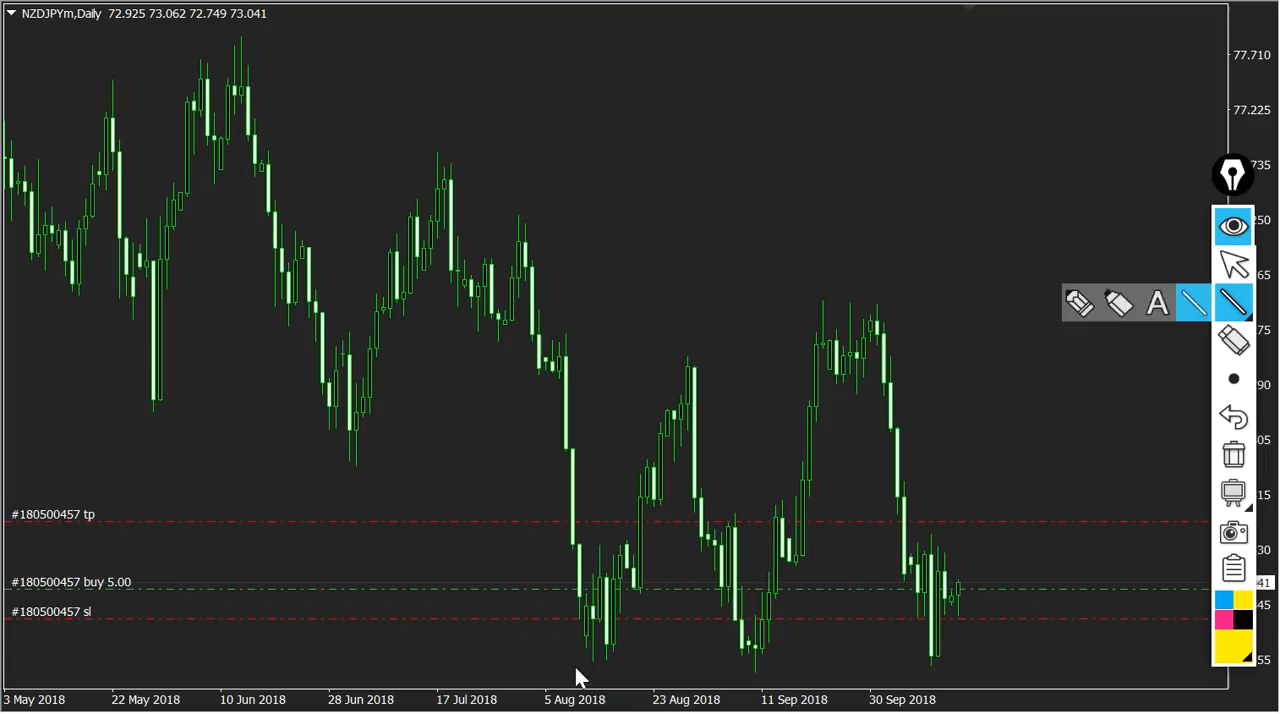 NZDJPYm,Daily 72.925 73.062 72.749 73.041
77.710
77.225
735
250
65
A
75
90
05
#180500457 tp
15
30
#180500457 buy 5.00
41
#180500457 sl
45
55
3 May 2018 22 May 2018 10 Jun 2018 28 Jun 2018 17 Jul 2018 5 Aug 2018 23 Aug 2018 11 Sep 2018 30 Sep 2018